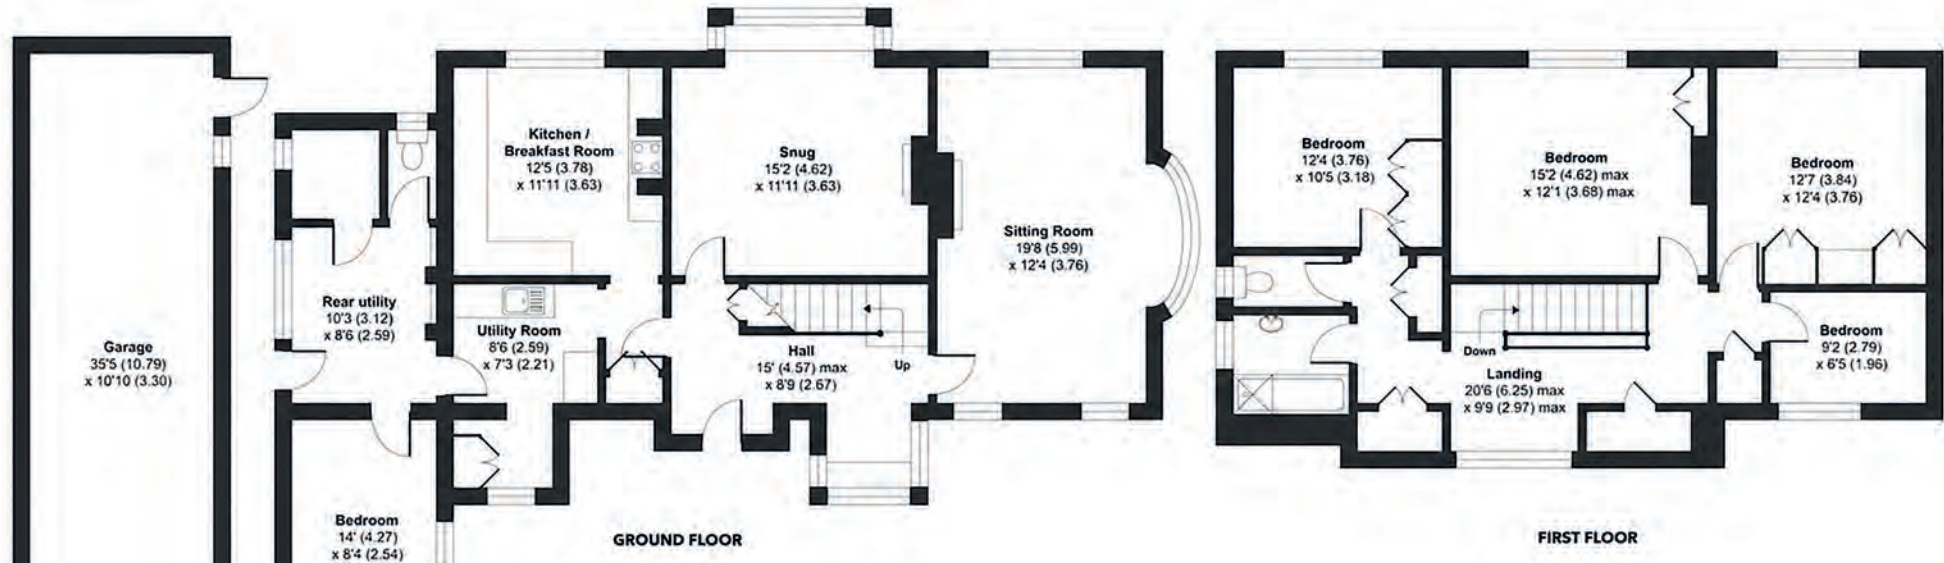 Garage
35'5 (10.79)
x 10'10 (3.30)
Rear utility
10'3 (3.12)
x 8'6 (2.59)
Bedroom
14' (4.27)
x 8'4 (2.54)
Kitchen /
Breakfast Room
12'5 (3.78)
x 11'11 (3.63)
Utility Room
8'6 (2.59)
x 7'3 (2.21)
Snug
15'2 (4.62)
x 11'11 (3.63)
Hall
15' (4.57) max
x 8'9 (2.67)
Up
Sitting Room
19'8 (5.99)
x 12'4 (3.76)
GROUND FLOOR
Bedroom
12'4 (3.76)
x 10'5 (3.18)
Bedroom
15'2 (4.62) max
x 12'1 (3.68) max
Bedroom
12'7 (3.84)
x 12'4 (3.76)
Bedroom
9'2 (2.79)
x 6'5 (1.96)
Down
Landing
20'6 (6.25) max
x 9'9 (2.97) max
FIRST FLOOR